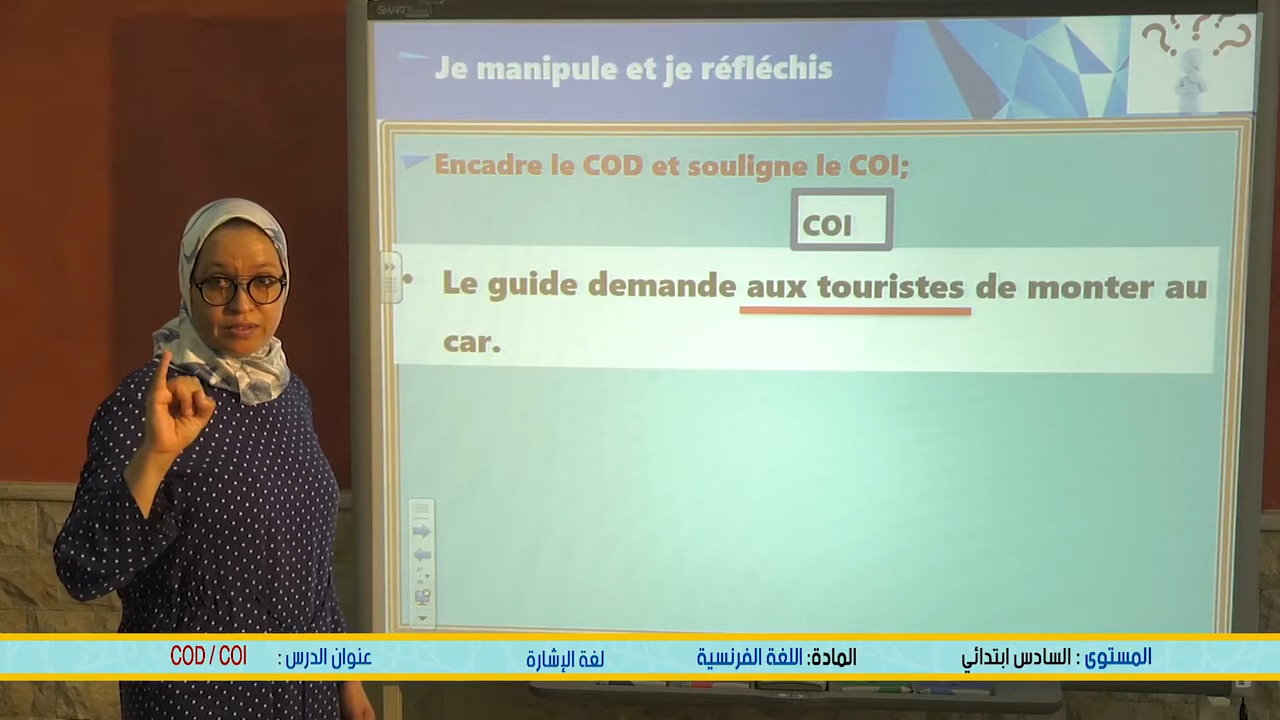 SMART
Je manipule et je réfléchis
Encadre le COD et souligne le COI;
COI
• Le guide demande aux touristes de monter au
car.
المستوى : السادس ابتدائي
المادة: اللغة الفرنسية
لغة الإشارة
عنوان الدرس : COD / COI